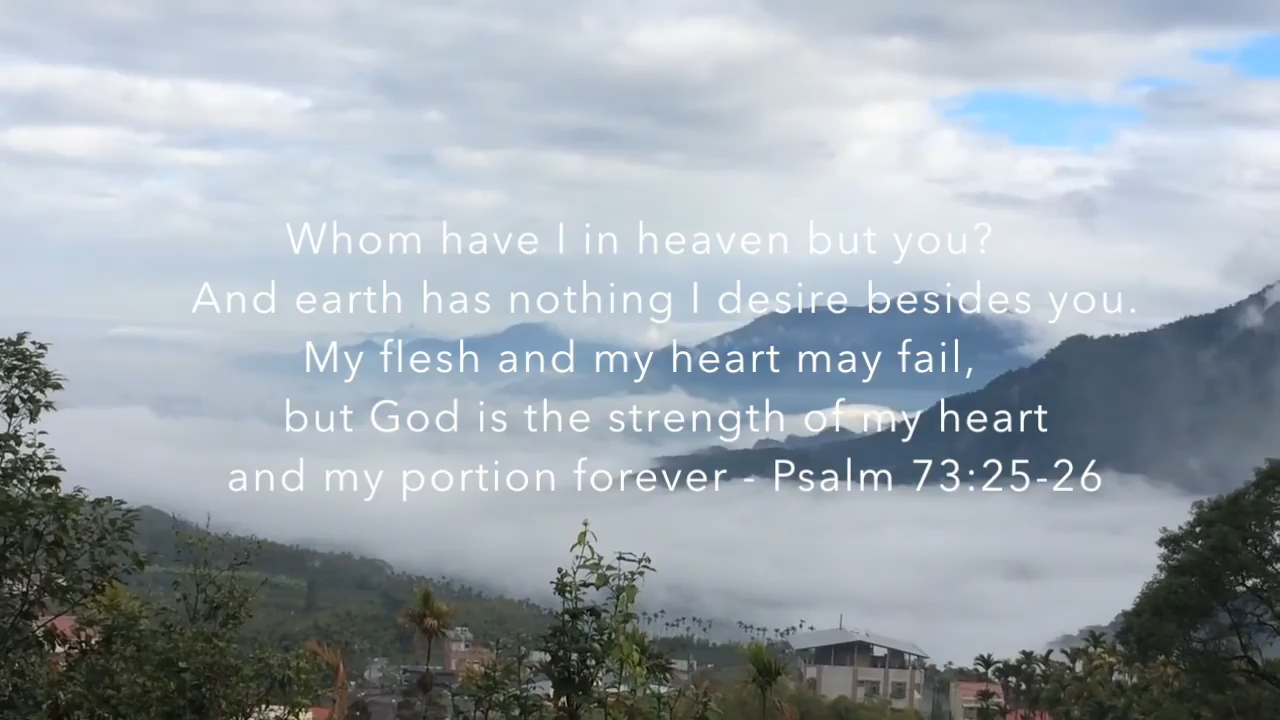 Whom have I in heaven but you?
And earth has nothing I desire besides you.
My flesh and my heart may fail,
but God is the strength of my heart
and my portion forever - Psalm 73:25-26